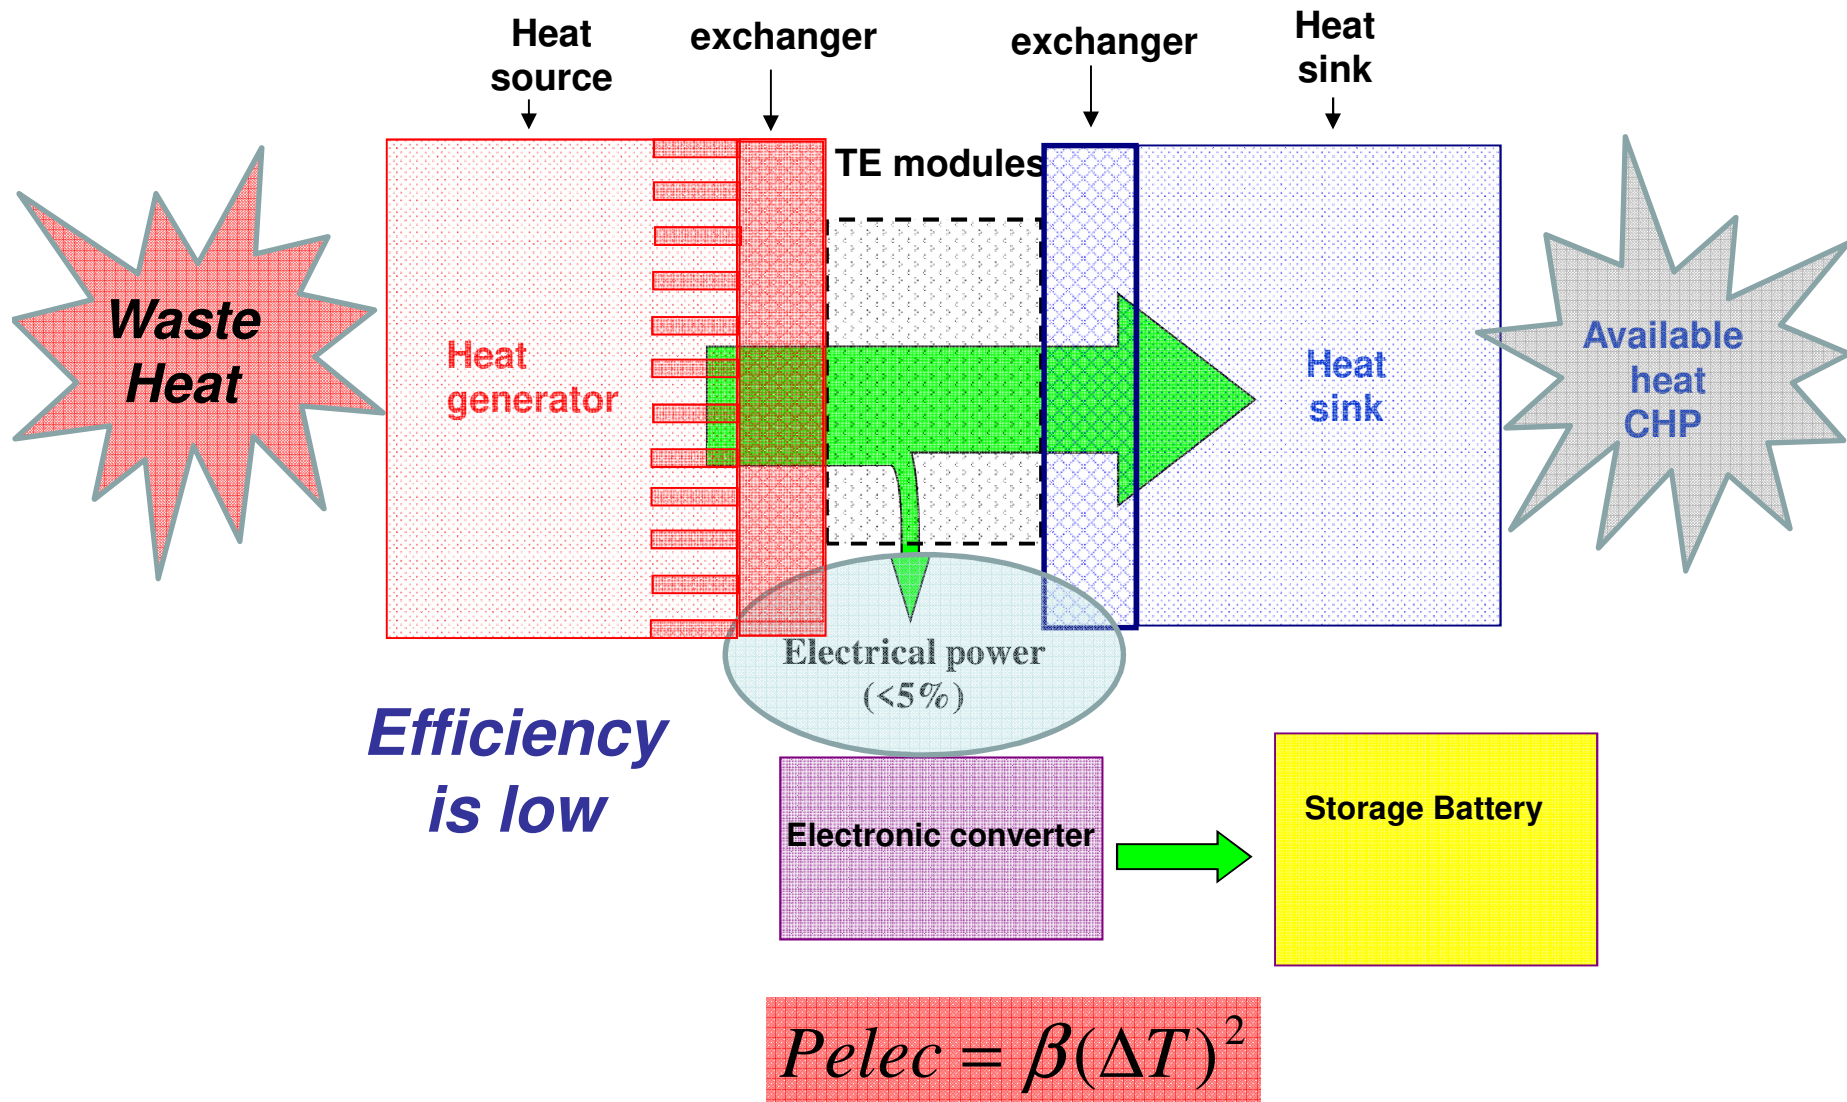 Heat
source
exchanger
exchanger
Heat
sink
TE modules
Waste
Heat
Heat
generator
Heat
sink
Available
heat
CHP
Electrical power
(<5%)
Efficiency
is low
Electronic converter
Storage Battery
Pelec = β(ΔT)²